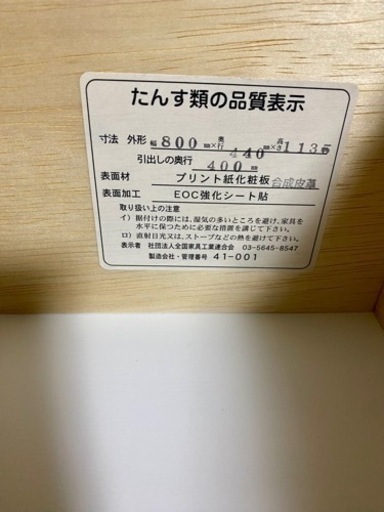 たんす類の品質表示
寸法 外形 幅800mm×奥行440mm×高さ1135
引出しの奥行 400mm
表面材 プリント紙化粧板 合成皮革
表面加工 EOC強化シート貼
取り扱い上の注意
イ）据付けの際には、湿気の多いところを避け、家具を
水平に保つために必要な措置を講じて下さい。
ロ）直射日光又は、ストーブなどの熱を避けて下さい。
表示者 社団法人全国家具工業連合会 03-5645-8547
製造会社・管理番号 41-001